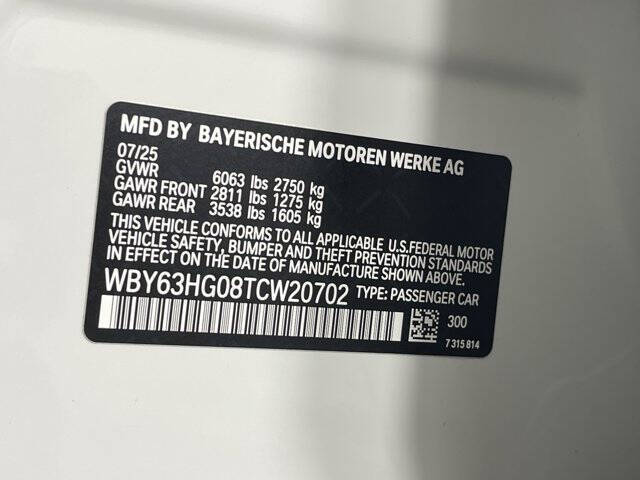 MFD BY BAYERISCHE MOTOREN WERKE AG
07/25
GVWR 6063 lbs 2750 kg
GAWR FRONT 2811 lbs 1275 kg
GAWR REAR 3538 lbs 1605 kg
THIS VEHICLE CONFORMS TO ALL APPLICABLE U.S.FEDERAL MOTOR
VEHICLE SAFETY, BUMPER AND THEFT PREVENTION STANDARDS
IN EFFECT ON THE DATE OF MANUFACTURE SHOWN ABOVE.
WBY63HG08TCW20702 TYPE: PASSENGER CAR
300
7 315 814